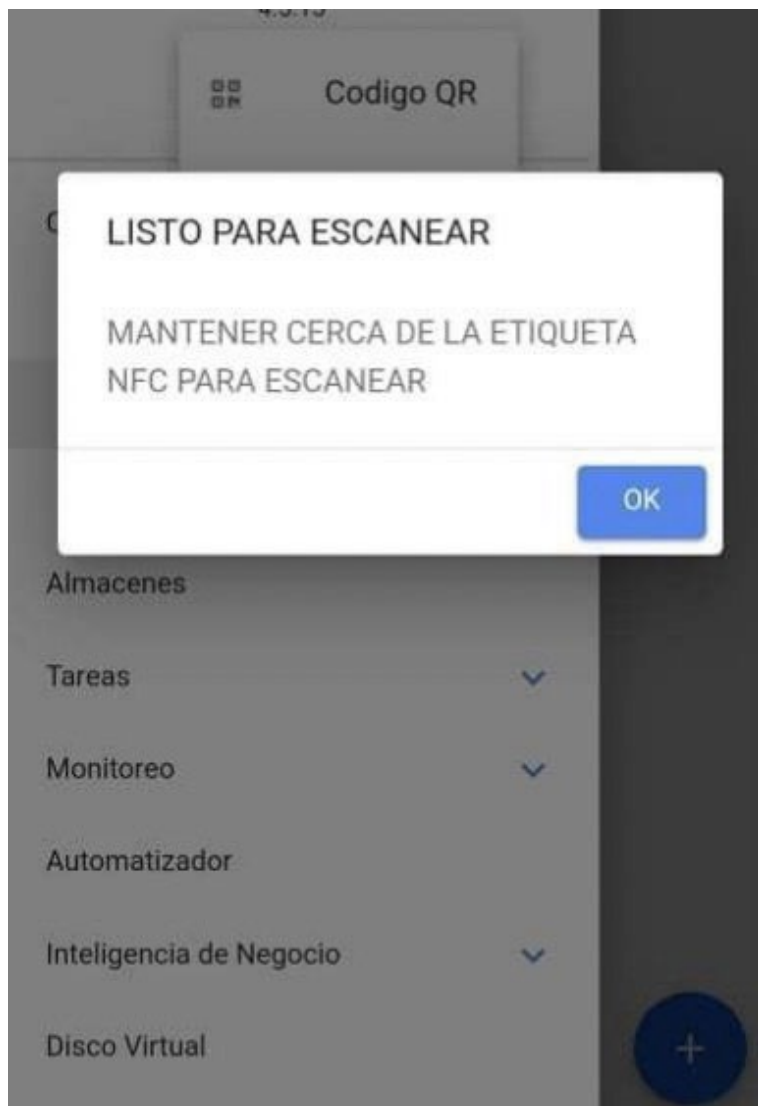 Codigo QR
LISTO PARA ESCANEAR
MANTENER CERCA DE LA ETIQUETA
NFC PARA ESCANEAR
OK
Almacenes
Tareas
Monitoreo
Automatizador
Inteligencia de Negocio
Disco Virtual
+